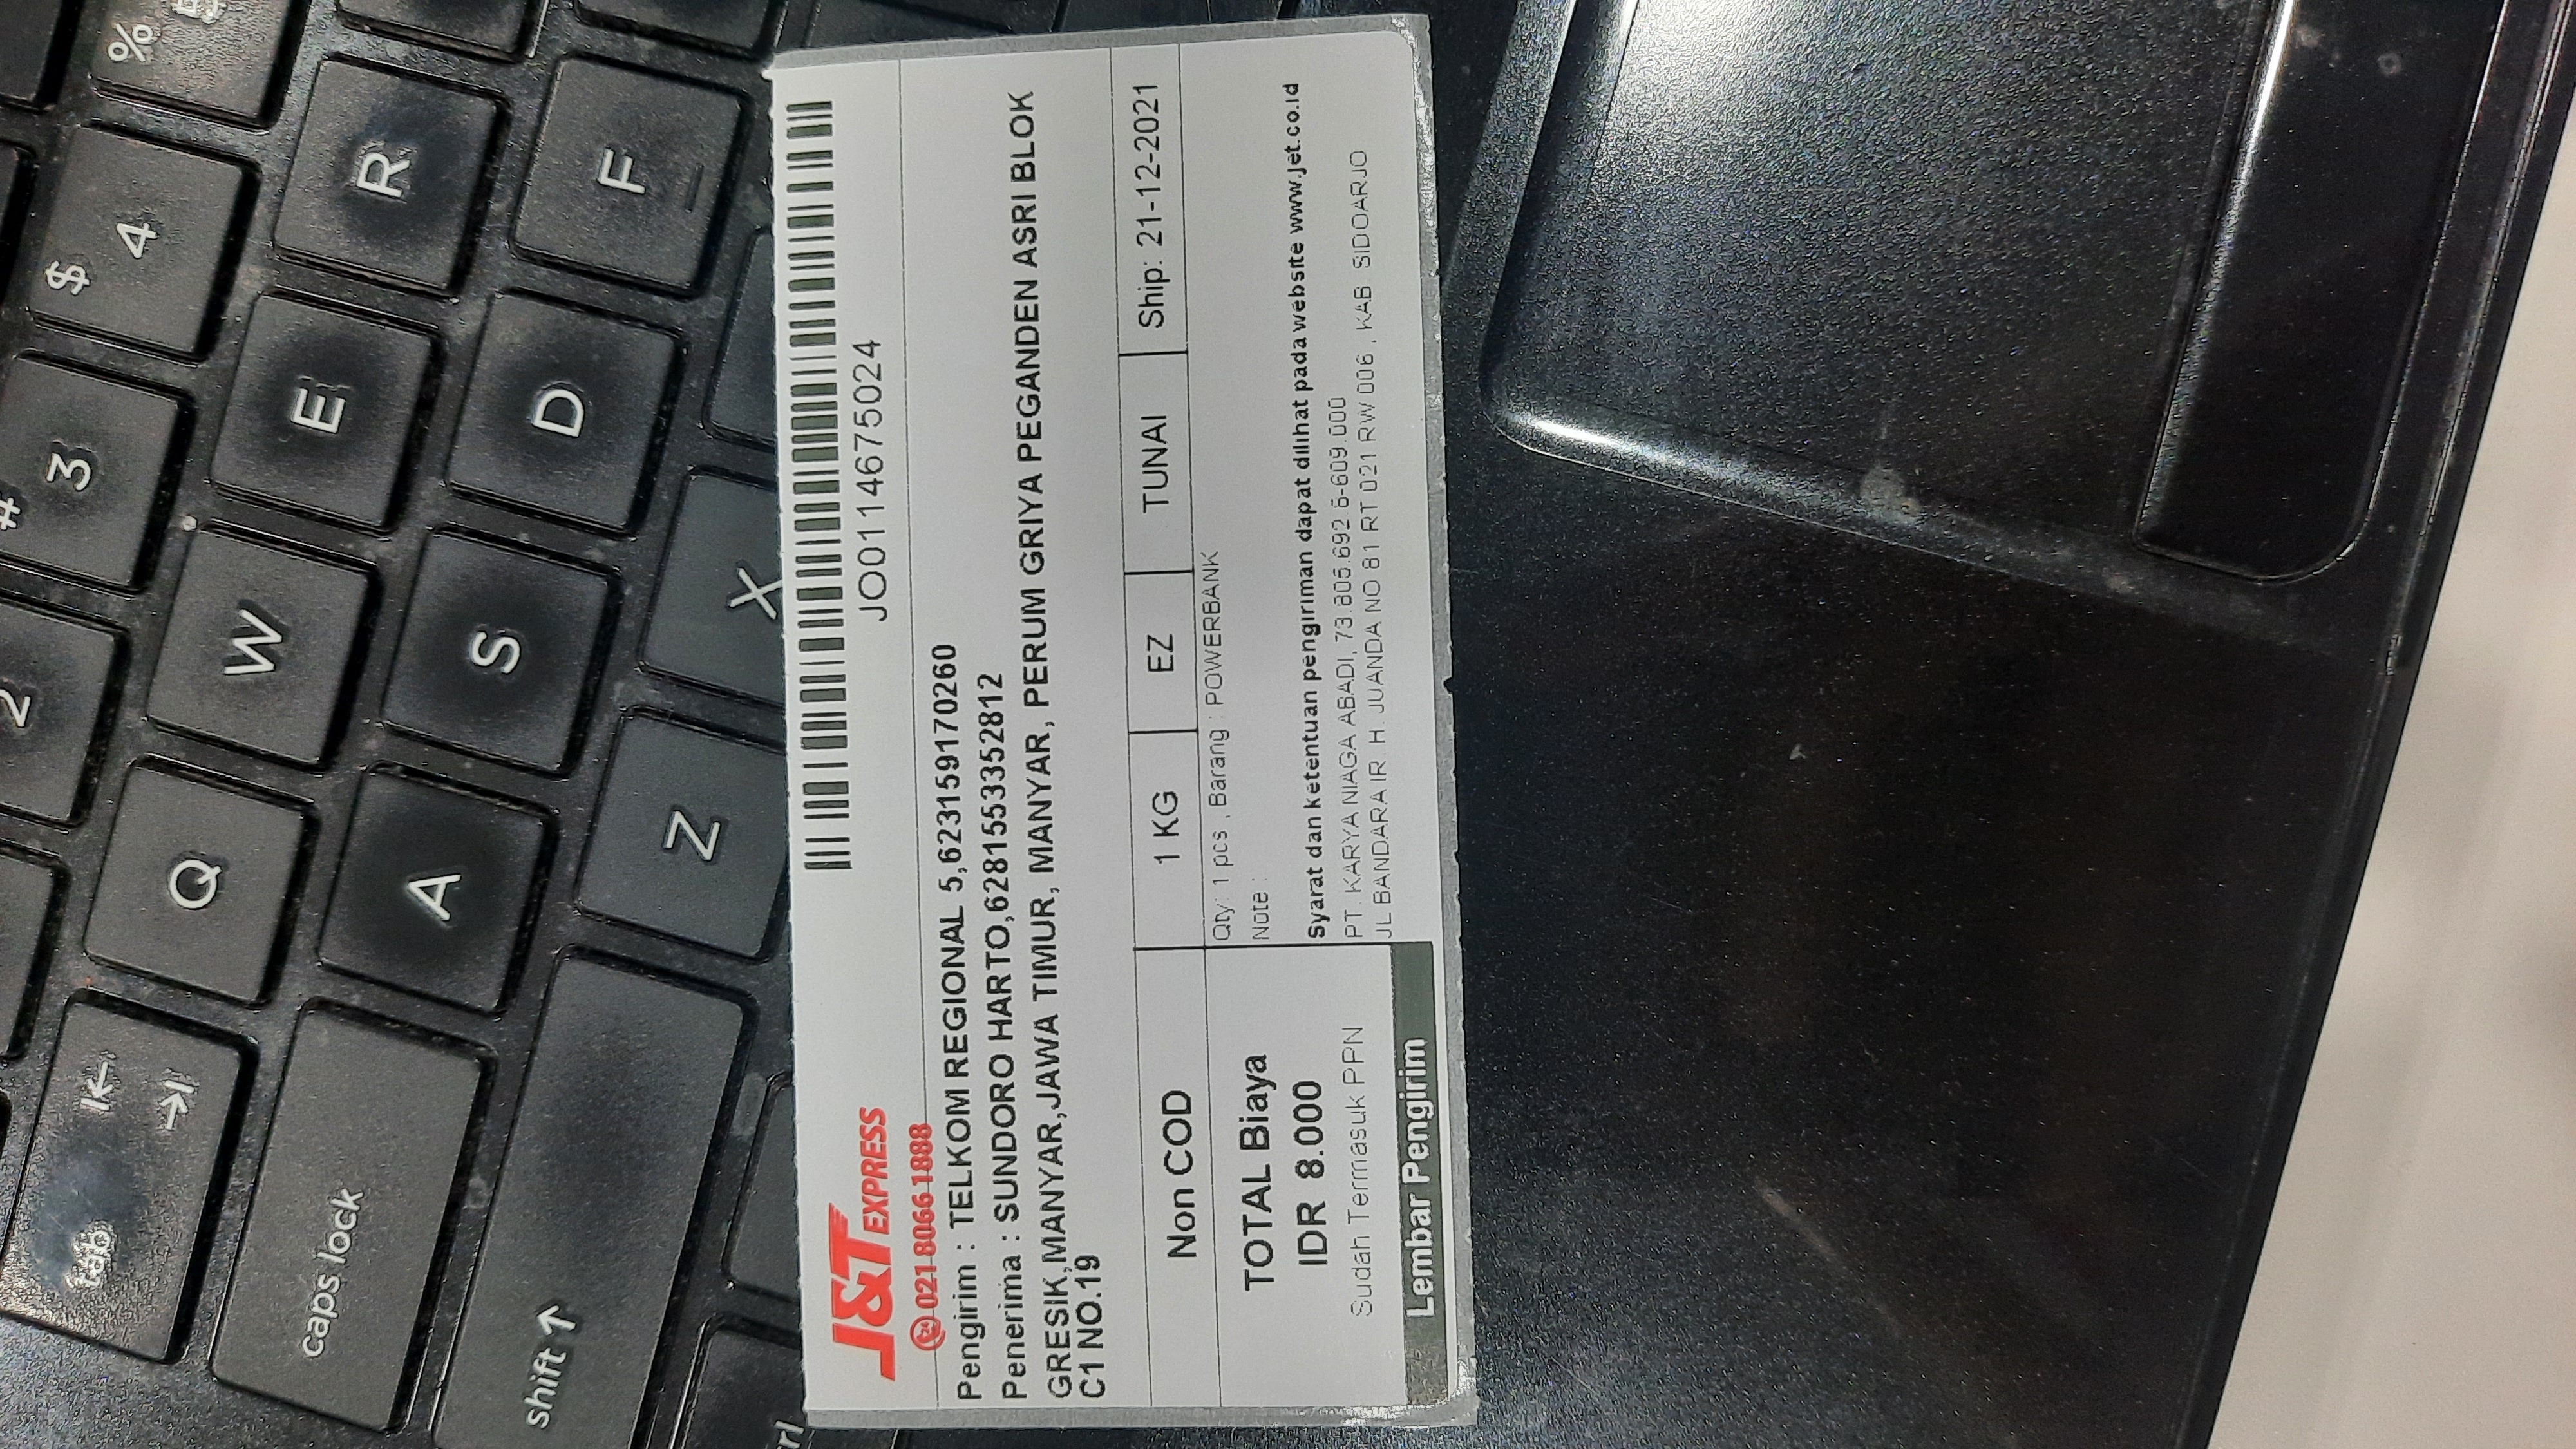 2
# 3
$ 4
% 5
tab
Q
W
E
R
caps lock
A
S
D
F
shift
Z
X
J&T EXPRESS
JO0114675024
24 021 8066 1888
Pengirim : TELKOM REGIONAL 5,623159170260
Penerima : SUNDORO HARTO,6281553352812
GRESIK,MANYAR,JAWA TIMUR, MANYAR, PERUM GRIYA PEGANDEN ASRI BLOK
C1 NO.19
Non COD 1 KG EZ TUNAI Ship: 21-12-2021
Qty: 1 pcs , Barang : POWERBANK
Note :
TOTAL Biaya
IDR 8.000
Sudah Termasuk PPN
Syarat dan ketentuan pengiriman dapat dilihat pada website www.jet.co.id
PT. KARYA NIAGA ABADI, 73.805.692.6-609.000
JL BANDARA IR. H. JUANDA NO 81 RT 021 RW 006 , KAB. SIDOARJO
Lembar Pengirim